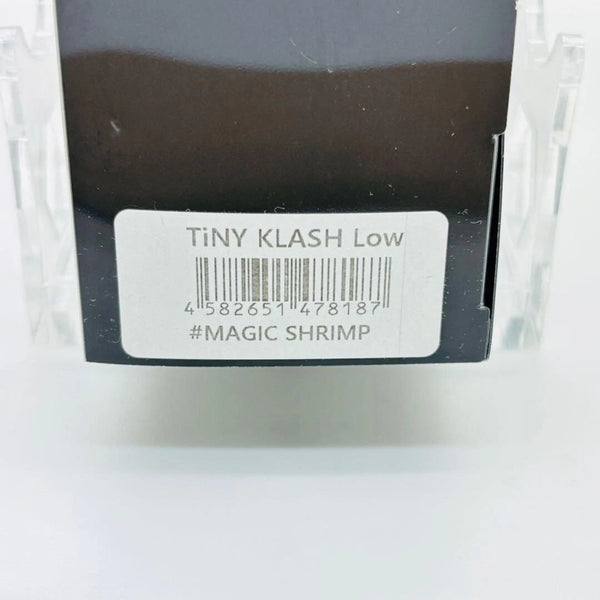 TiNY KLASH Low
4 582651 478187
#MAGIC SHRIMP